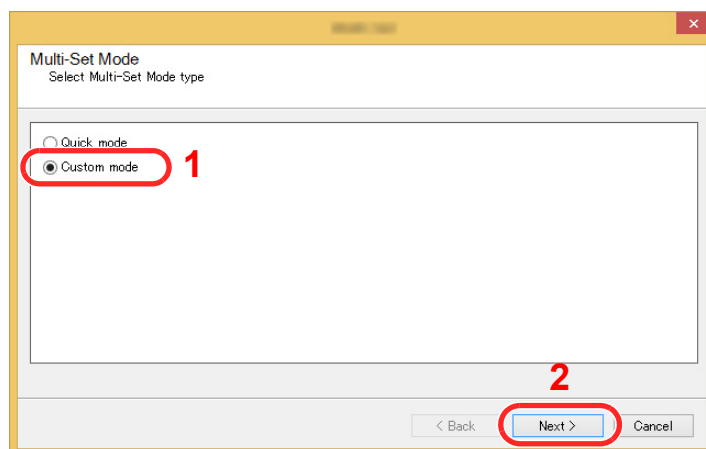 Multi-Set Mode
Select Multi-Set Mode type
Quick mode
Custom mode 1
2
< Back Next > Cancel